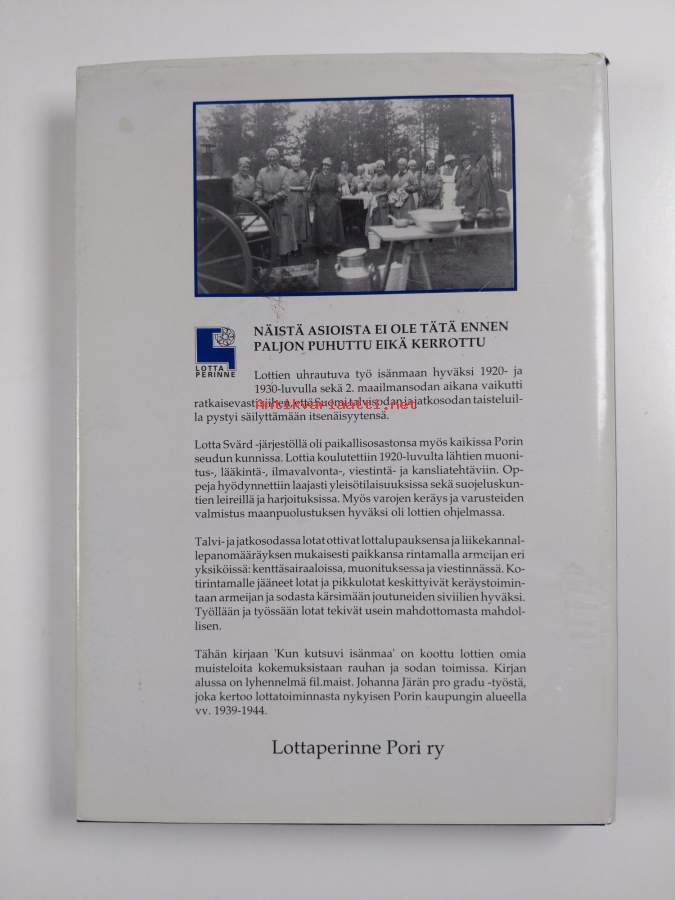 NÄISTÄ ASIOISTA EI OLE TÄTÄ ENNEN
PALJON PUHUTTU EIKÄ KERROTTU
LOTTA
PERINNE
Lottien uhrautuva työ isänmaan hyväksi 1920- ja
1930-luvulla sekä 2. maailmansodan aikana vaikutti
ratkaisevasti siihen, että Suomi talvisodan ja jatkosodan taisteluil-
antikvariaatti.net
la pystyi säilyttämään itsenäisyytensä.
Lotta Svärd -järjestöllä oli paikallisosastonsa myös kaikissa Porin
seudun kunnissa. Lottia koulutettiin 1920-luvulta lähtien muoni-
tus-, lääkintä-, ilmavalvonta-, viestintä- ja kansliatehtäviin. Op-
peja hyödynnettiin laajasti yleisötilaisuuksissa sekä suojeluskun-
tien leireillä ja harjoituksissa. Myös varojen keräys ja varusteiden
valmistus maanpuolustuksen hyväksi oli lottien ohjelmassa.
Talvi- ja jatkosodassa lotat ottivat lottalupauksensa ja liikekannal-
lepanomääräyksen mukaisesti paikkansa rintamalla armeijan eri
yksiköissä: kenttäsairaaloissa, muonituksessa ja viestinnässä. Ko-
tirintamalle jääneet lotat ja pikkulotat keskittyivät keräystoimin-
taan armeijan ja sodasta kärsimään joutuneiden siviilien hyväksi.
Työllään ja työssään lotat tekivät usein mahdottomasta mahdol-
lisen.
Tähän kirjaan 'Kun kutsuvi isänmaa' on koottu lottien omia
muisteloita kokemuksistaan rauhan ja sodan toimissa. Kirjan
alussa on lyhennelmä fil.maist. Johanna Järän pro gradu -työstä,
joka kertoo lottatoiminnasta nykyisen Porin kaupungin alueella
vv. 1939-1944.
Lottaperinne Pori ry